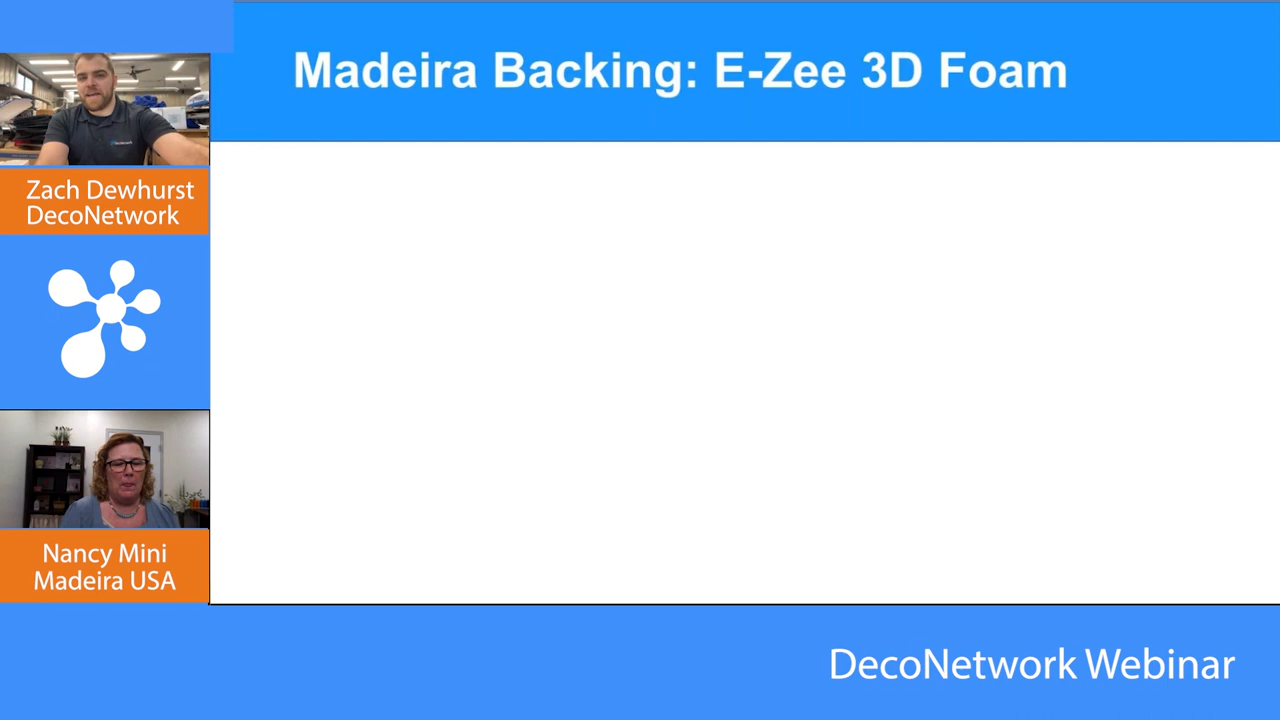 Madeira Backing: E-Zee 3D Foam
Zach Dewhurst
DecoNetwork
Nancy Mini
Madeira USA
DecoNetwork Webinar